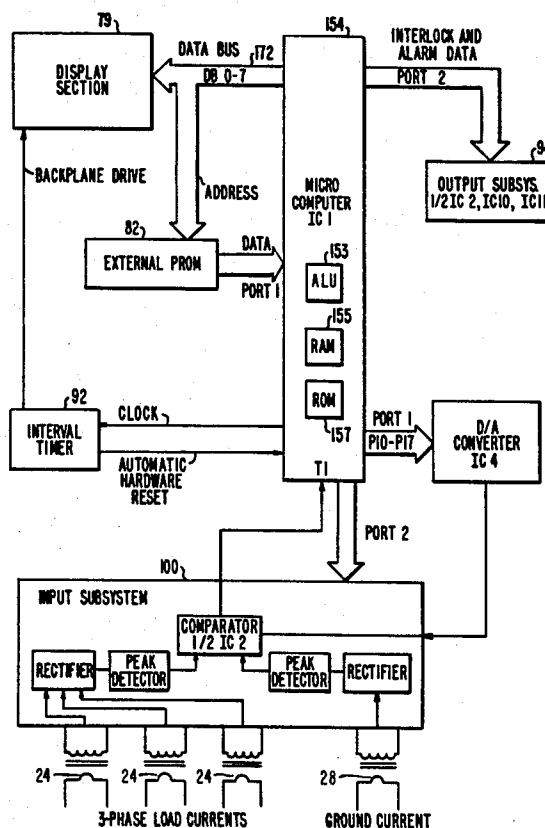 79
DISPLAY
SECTION
DATA BUS
172
DB 0-7
154
INTERLOCK AND
ALARM DATA
PORT 2
MICRO
COMPUTER
IC 1
OUTPUT SUBSYS.
1/2 IC 2, IC10, IC11
BACKPLANE DRIVE
ADDRESS
82
EXTERNAL PROM
DATA
PORT 1
153
ALU
155
RAM
ROM
157
92
INTERVAL
TIMER
CLOCK
AUTOMATIC
HARDWARE
RESET
PORT 1
P10-P17
D/A
CONVERTER
IC 4
T1
PORT 2
100
INPUT SUBSYSTEM
COMPARATOR
1/2 IC 2
RECTIFIER
PEAK
DETECTOR
PEAK
DETECTOR
RECTIFIER
24
24
24
28
3-PHASE LOAD CURRENTS
GROUND CURRENT